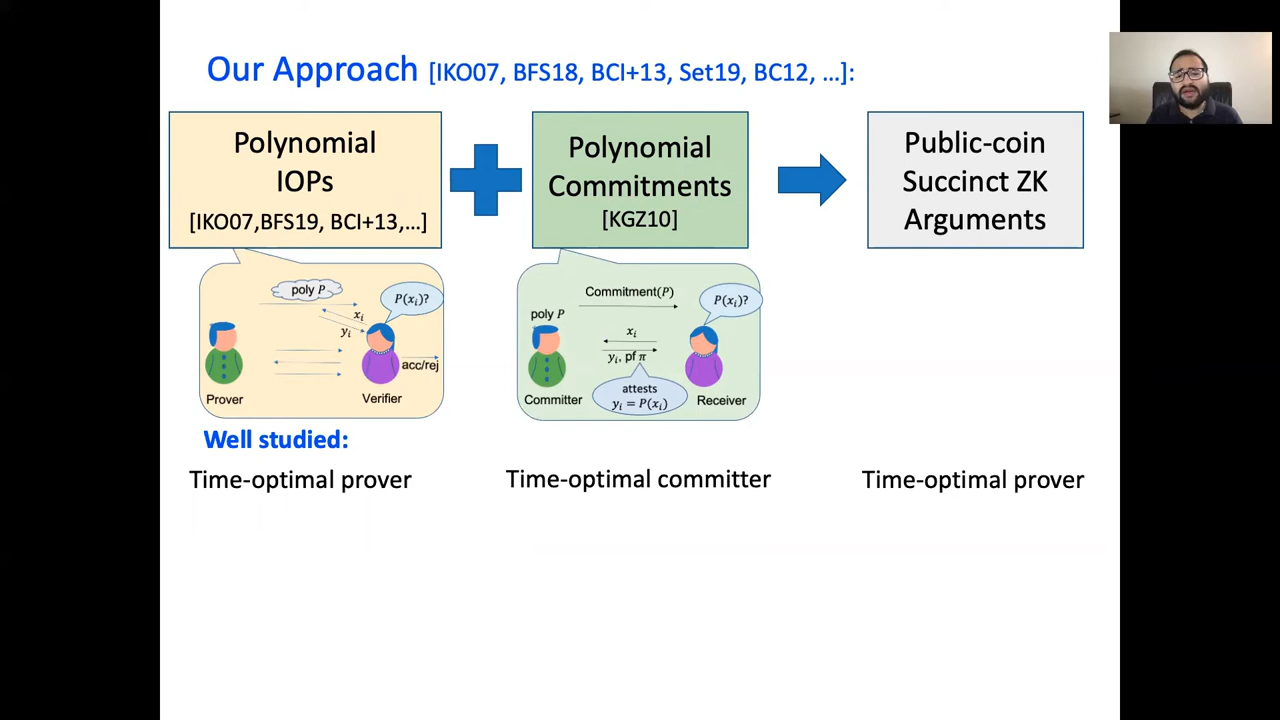 Our Approach [IKO07, BFS18, BCI+13, Set19, BC12, …]:
Polynomial
IOPs
[IKO07,BFS19, BCI+13,…]
Polynomial
Commitments
[KGZ10]
Public-coin
Succinct ZK
Arguments
poly P
P(xᵢ)?
xᵢ
yᵢ
acc/rej
Prover
Verifier
Commitment(P)
P(xᵢ)?
poly P
xᵢ
yᵢ, pf π
attests
yᵢ = P(xᵢ)
Committer
Receiver
Well studied:
Time-optimal prover
Time-optimal committer
Time-optimal prover